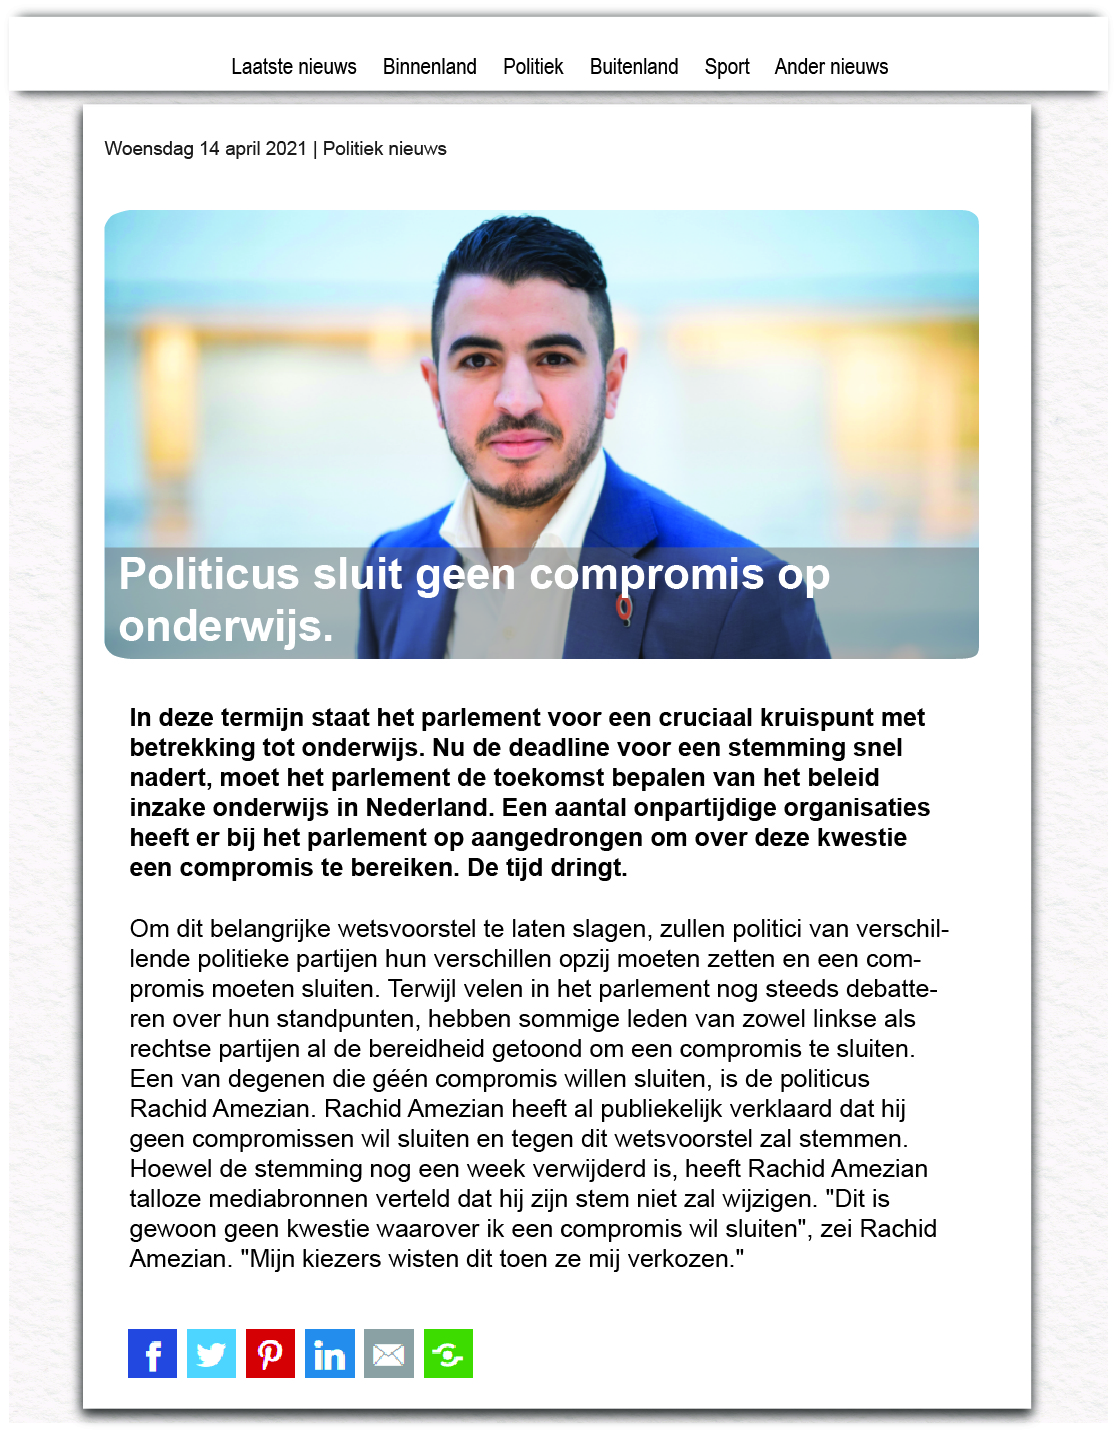 Laatste nieuws Binnenland Politiek Buitenland Sport Ander nieuws
Woensdag 14 april 2021 | Politiek nieuws
Politicus sluit geen compromis op
onderwijs.
In deze termijn staat het parlement voor een cruciaal kruispunt met
betrekking tot onderwijs. Nu de deadline voor een stemming snel
nadert, moet het parlement de toekomst bepalen van het beleid
inzake onderwijs in Nederland. Een aantal onpartijdige organisaties
heeft er bij het parlement op aangedrongen om over deze kwestie
een compromis te bereiken. De tijd dringt.
Om dit belangrijke wetsvoorstel te laten slagen, zullen politici van verschil-
lende politieke partijen hun verschillen opzij moeten zetten en een com-
promis moeten sluiten. Terwijl velen in het parlement nog steeds debatte-
ren over hun standpunten, hebben sommige leden van zowel linkse als
rechtse partijen al de bereidheid getoond om een compromis te sluiten.
Een van degenen die géén compromis willen sluiten, is de politicus
Rachid Amezian. Rachid Amezian heeft al publiekelijk verklaard dat hij
geen compromissen wil sluiten en tegen dit wetsvoorstel zal stemmen.
Hoewel de stemming nog een week verwijderd is, heeft Rachid Amezian
talloze mediabronnen verteld dat hij zijn stem niet zal wijzigen. "Dit is
gewoon geen kwestie waarover ik een compromis wil sluiten", zei Rachid
Amezian. "Mijn kiezers wisten dit toen ze mij verkozen."